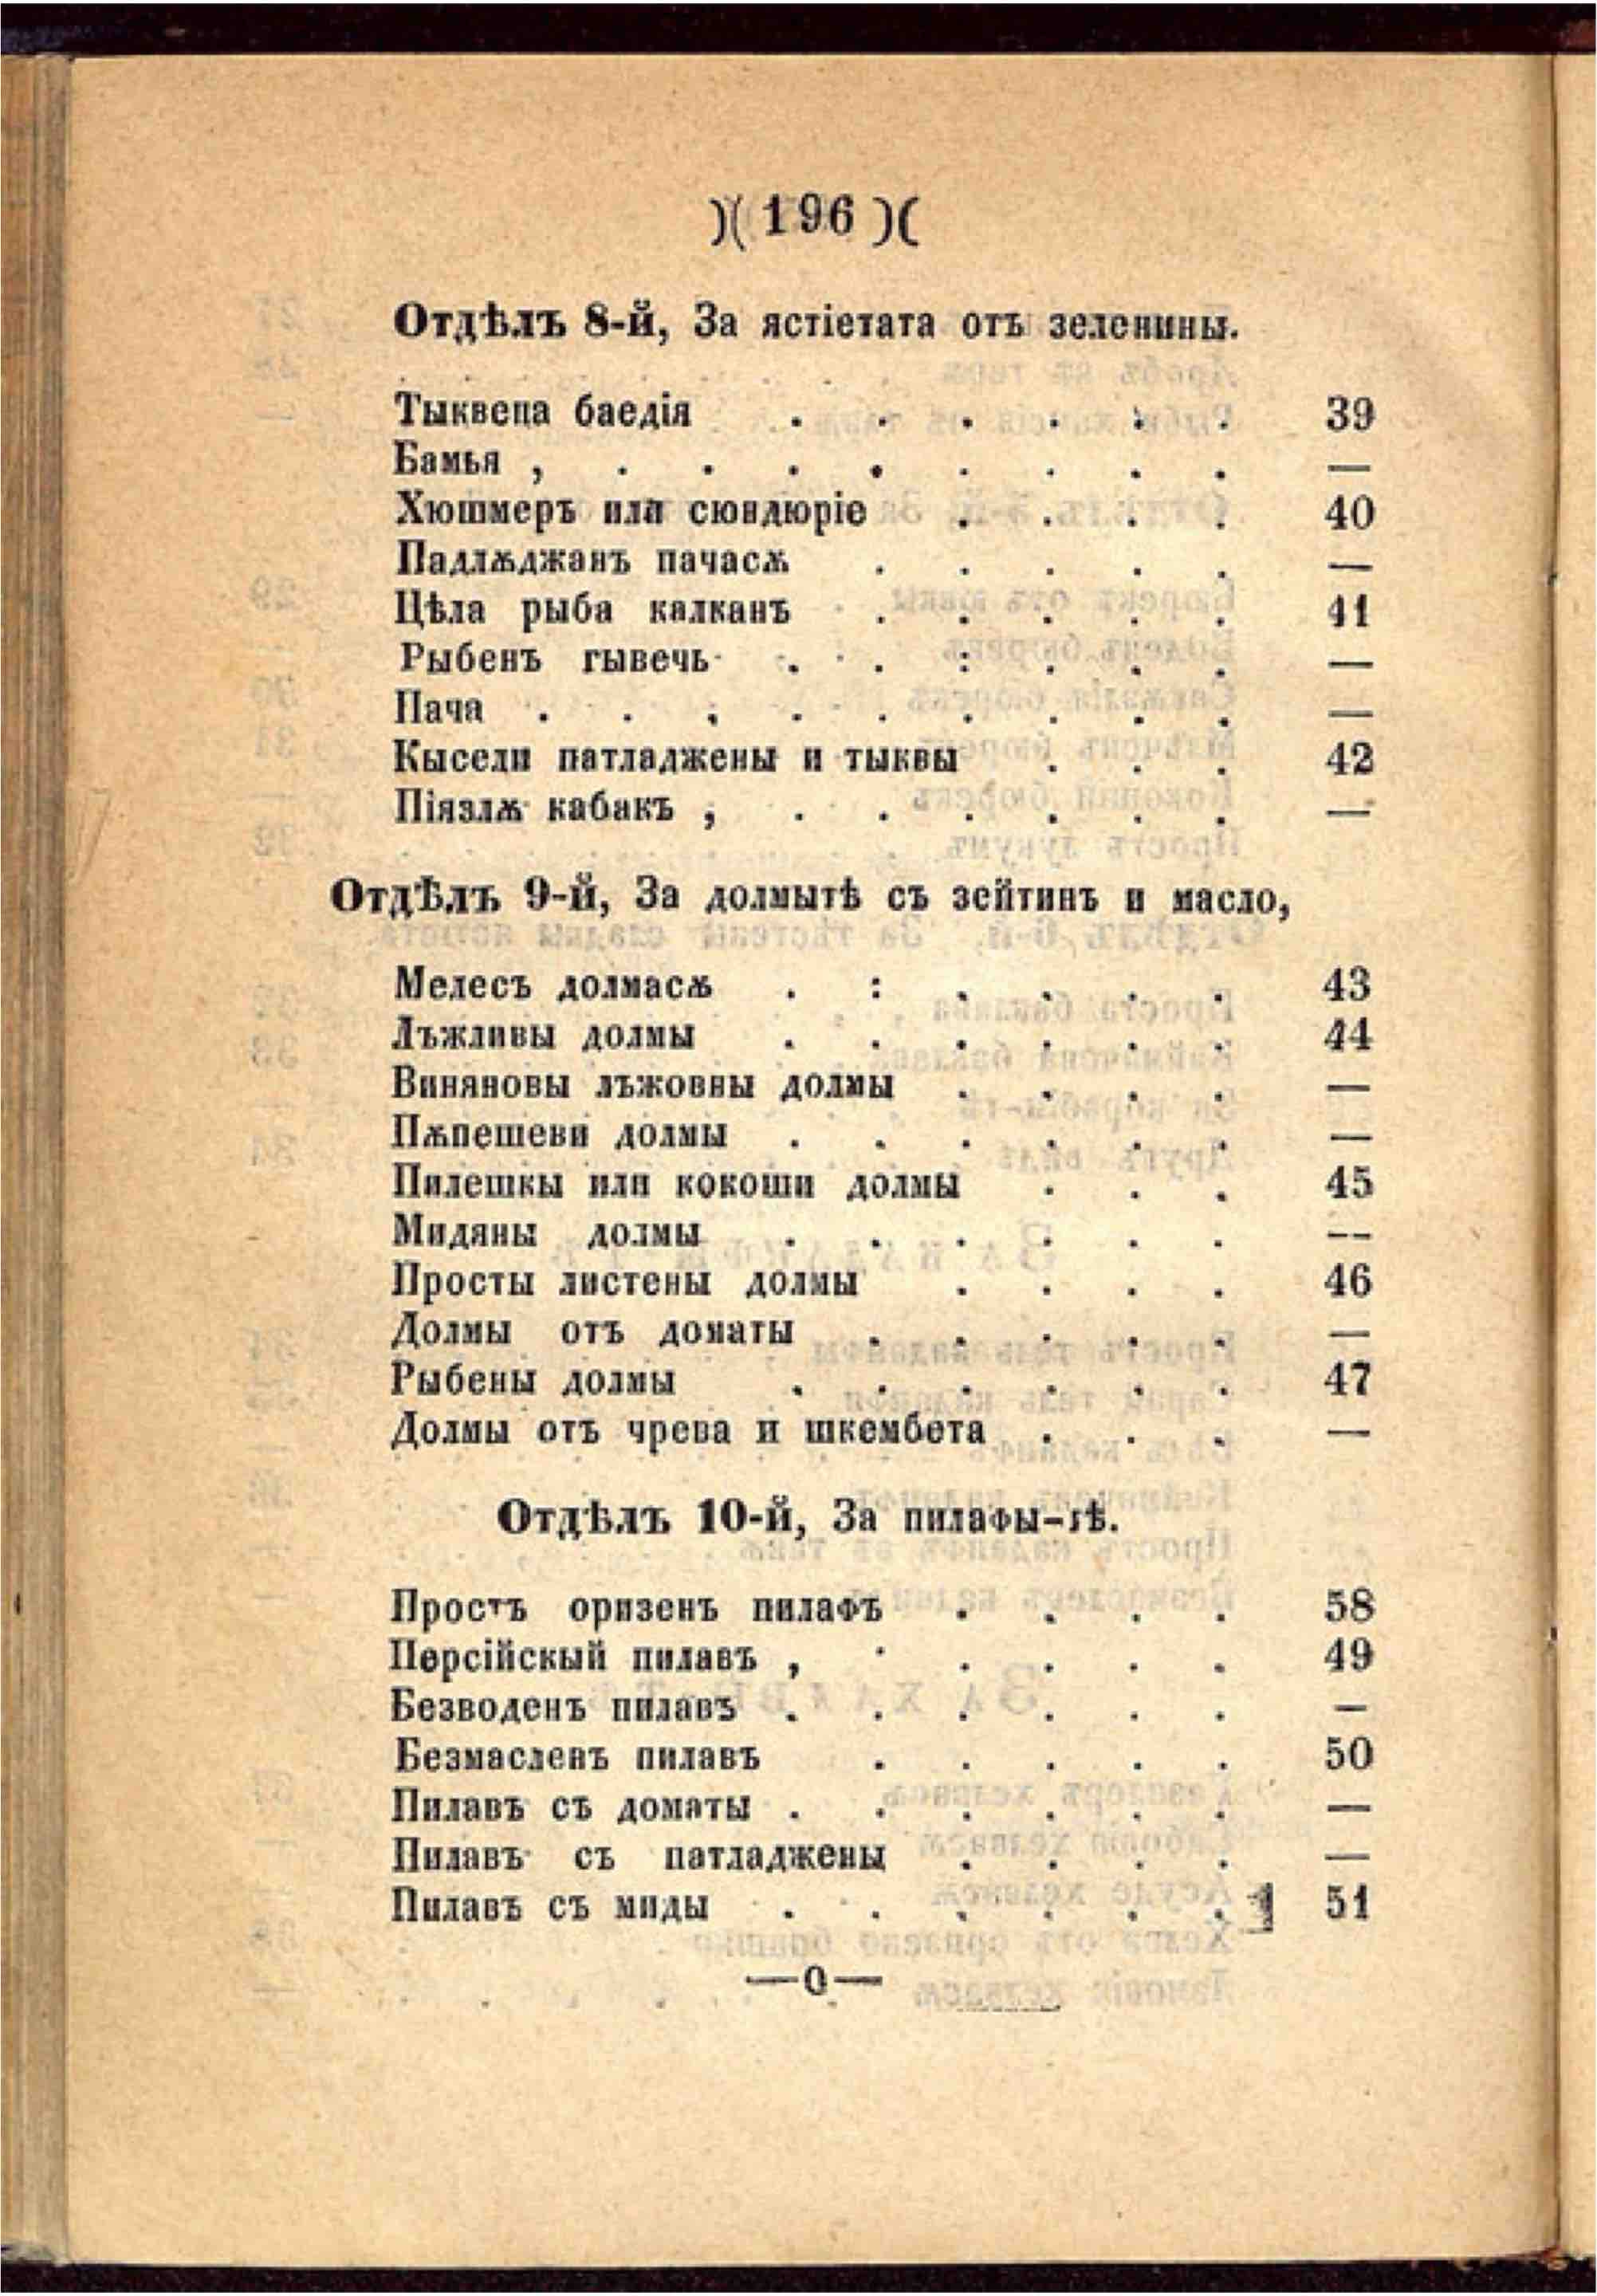 )( 196 )(
Отдѣлъ 8-й, За ястіетата отъ зеленины.
Тыквена баедія . . . . . . 39
Бамья , . . . . . . . . —
Хюшмеръ или сюндюріе . . . . 40
Падлѫджанъ пачасѫ . . . . . —
Цѣла рыба калканъ . . . . . 41
Рыбенъ гывечь . . : . . . —
Пача . . . . . . . . . —
Кысели патладжены и тыквы . . . 42
Піязлѫ кабакъ , . . . . . . —
Отдѣлъ 9-й, За долмытѣ съ зейтинъ и масло,
Мелесъ долмасѫ . : . . . . 43
Лъжливы долмы . . . . . . 44
Виняновы лъжовны долмы . . . . —
Пѫпешеви долмы . . . . . . —
Пилешкы или кокоши долмы . . . 45
Мидяны долмы . . . . . . --
Просты листены долмы . . . . 46
Долмы отъ доматы . . . . . —
Рыбены долмы . . . . . . 47
Долмы отъ чрева и шкембета . . . —
Отдѣлъ 10-й, За пилафы-тѣ.
Простъ оризенъ пилафъ . . . . 58
Персійскый пилавъ , . . . . . 49
Безводенъ пилавъ . . . . . . —
Безмасленъ пилавъ . . . . . 50
Пилавъ съ доматы . . . . . . —
Пилавъ съ патладжены . . . . —
Пилавъ съ миды . . . . . . 51
—0—